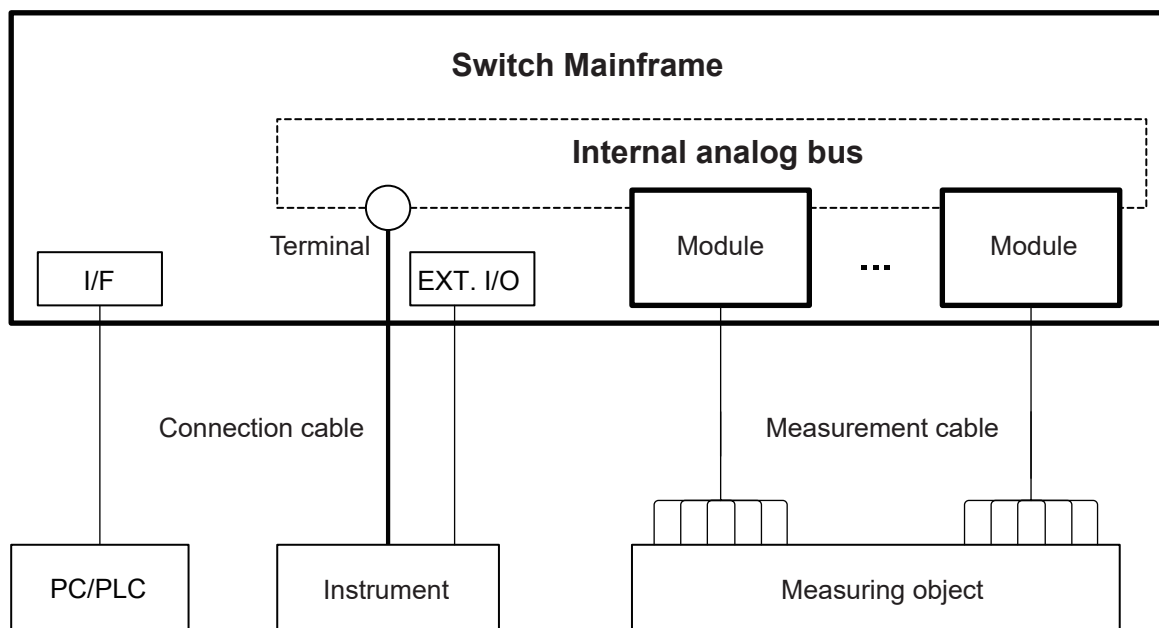 Switch Mainframe
Internal analog bus
Terminal
Module
...
Module
I/F
EXT. I/O
Connection cable
Measurement cable
PC/PLC
Instrument
Measuring object